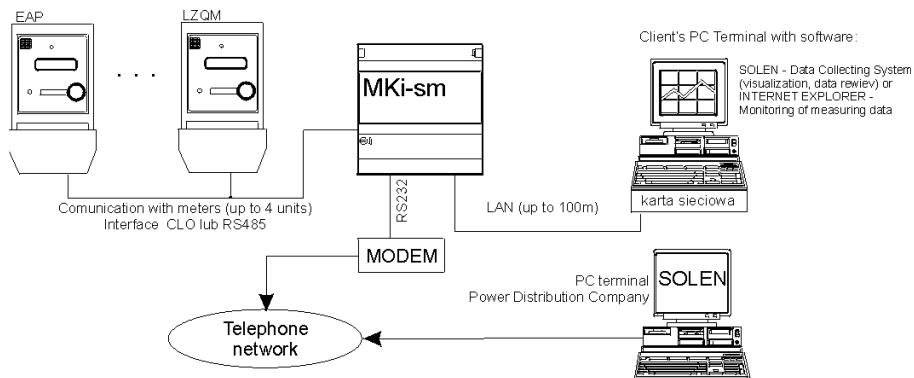 EAP
LZQM
. . .
MKi-sm
Client's PC Terminal with software:
SOLEN - Data Collecting System
(visualization, data rewiev) or
INTERNET EXPLORER -
Monitoring of measuring data
Comunication with meters (up to 4 units)
Interface CLO lub RS485
RS232
LAN (up to 100m)
karta sieciowa
MODEM
PC terminal
Power Distribution Company
SOLEN
Telephone
network